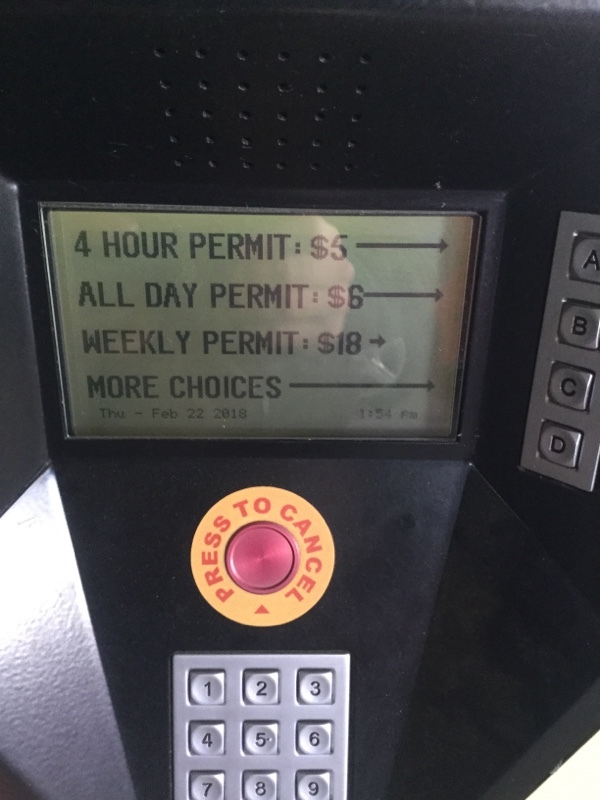 4 HOUR PERMIT: $5
ALL DAY PERMIT: $6
WEEKLY PERMIT: $18
MORE CHOICES
Thu - Feb 22 2018 1:54 Pm
A
B
C
D
PRESS TO CANCEL
1 2 3
4 5 6
7 8 9